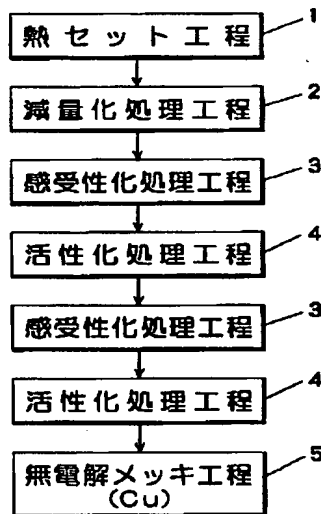 熱セット工程 1
減量化処理工程 2
感受性化処理工程 3
活性化処理工程 4
感受性化処理工程 3
活性化処理工程 4
無電解メッキ工程 5
(Cu)